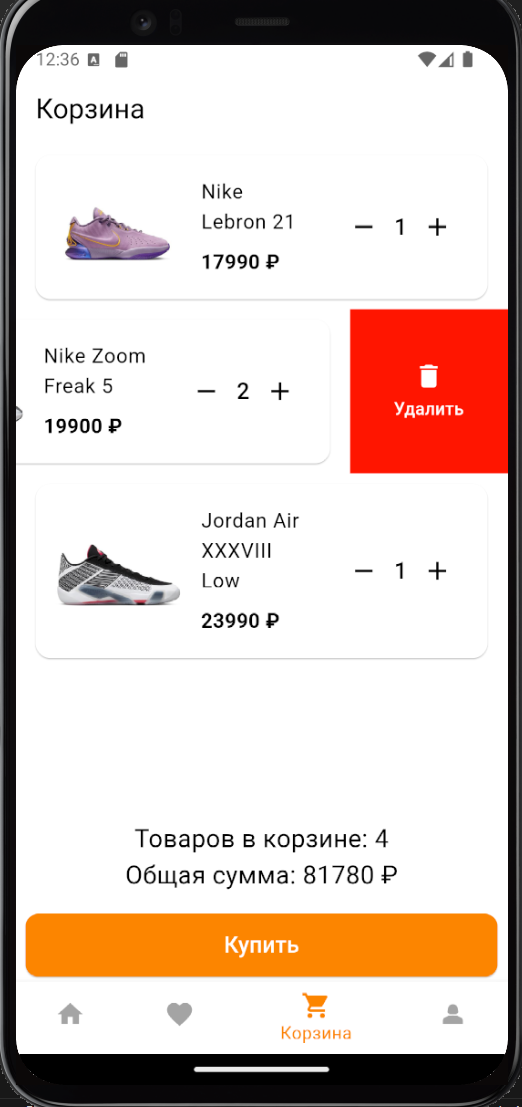 12:36
Корзина
Nike
Lebron 21
17990 ₽
1
Nike Zoom
Freak 5
19900 ₽
2
Удалить
Jordan Air
XXXVIII
Low
23990 ₽
1
Товаров в корзине: 4
Общая сумма: 81780 ₽
Купить
Корзина